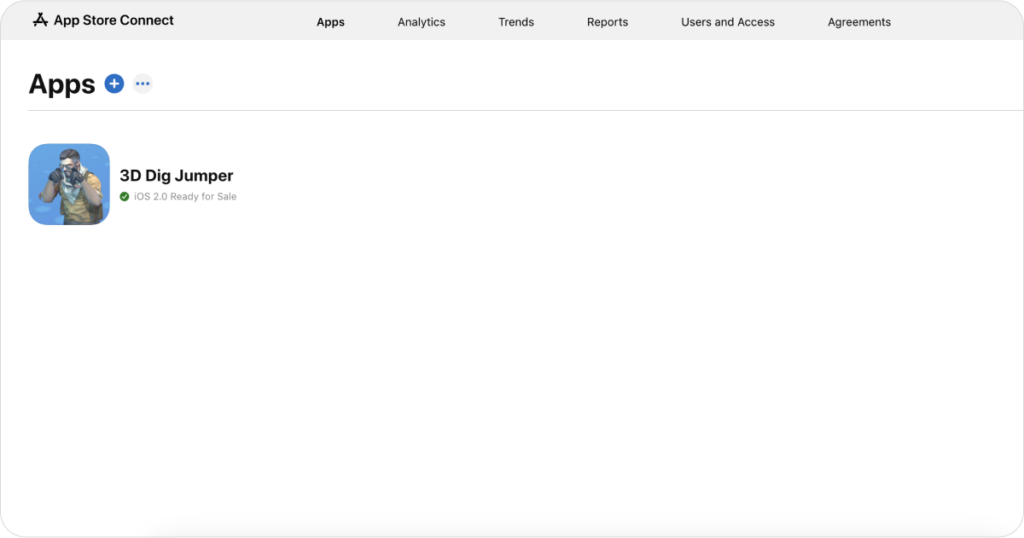 App Store Connect Apps Analytics Trends Reports Users and Access Agreements
Apps
3D Dig Jumper
iOS 2.0 Ready for Sale